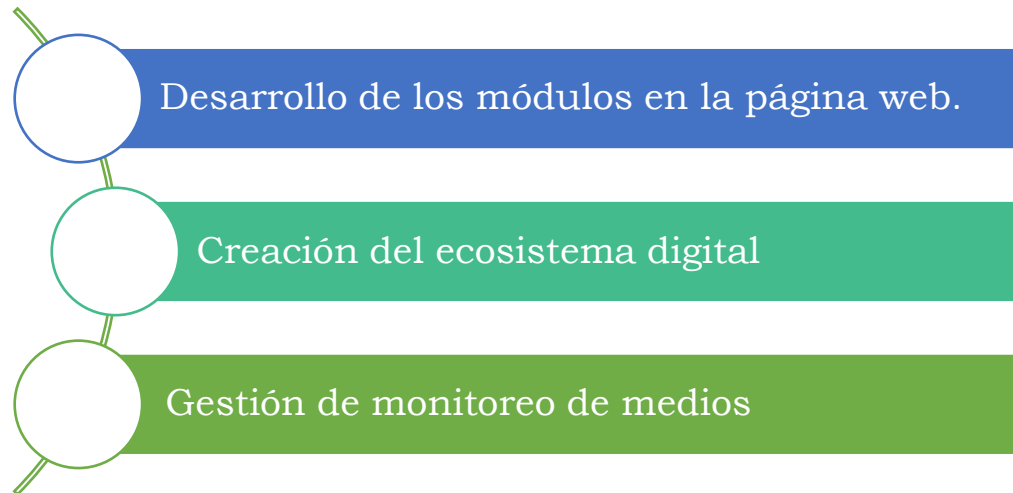 Desarrollo de los módulos en la página web.
Creación del ecosistema digital
Gestión de monitoreo de medios